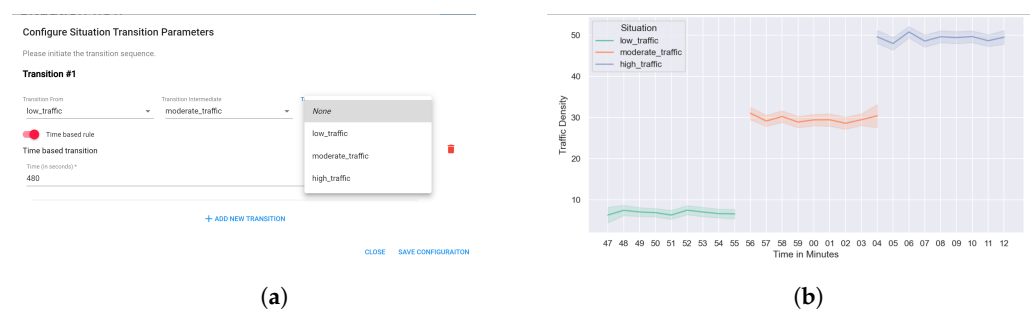 Configure Situation Transition Parameters
Please initiate the transition sequence.
Transition #1
Transition From
Transition Intermediate
low_traffic
moderate_traffic
None
low_traffic
moderate_traffic
high_traffic
Time based rule
Time based transition
Time (in seconds) *
480
+ ADD NEW TRANSITION
CLOSE SAVE CONFIGURAITON
(a)
Situation
low_traffic
moderate_traffic
high_traffic
Traffic Density
50
40
30
20
10
47 48 49 50 51 52 53 54 55 56 57 58 59 00 01 02 03 04 05 06 07 08 09 10 11 12
Time in Minutes
(b)